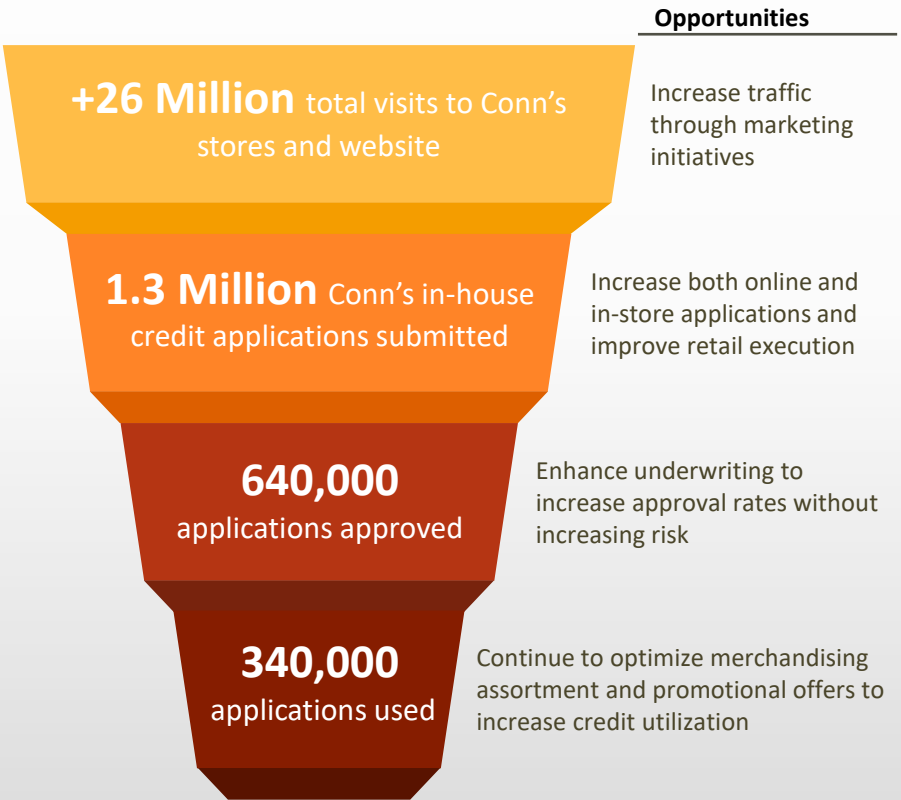 Opportunities
+26 Million total visits to Conn's
stores and website
Increase traffic
through marketing
initiatives
1.3 Million Conn's in-house
credit applications submitted
Increase both online and
in-store applications and
improve retail execution
640,000
applications approved
Enhance underwriting to
increase approval rates without
increasing risk
340,000
applications used
Continue to optimize merchandising
assortment and promotional offers to
increase credit utilization